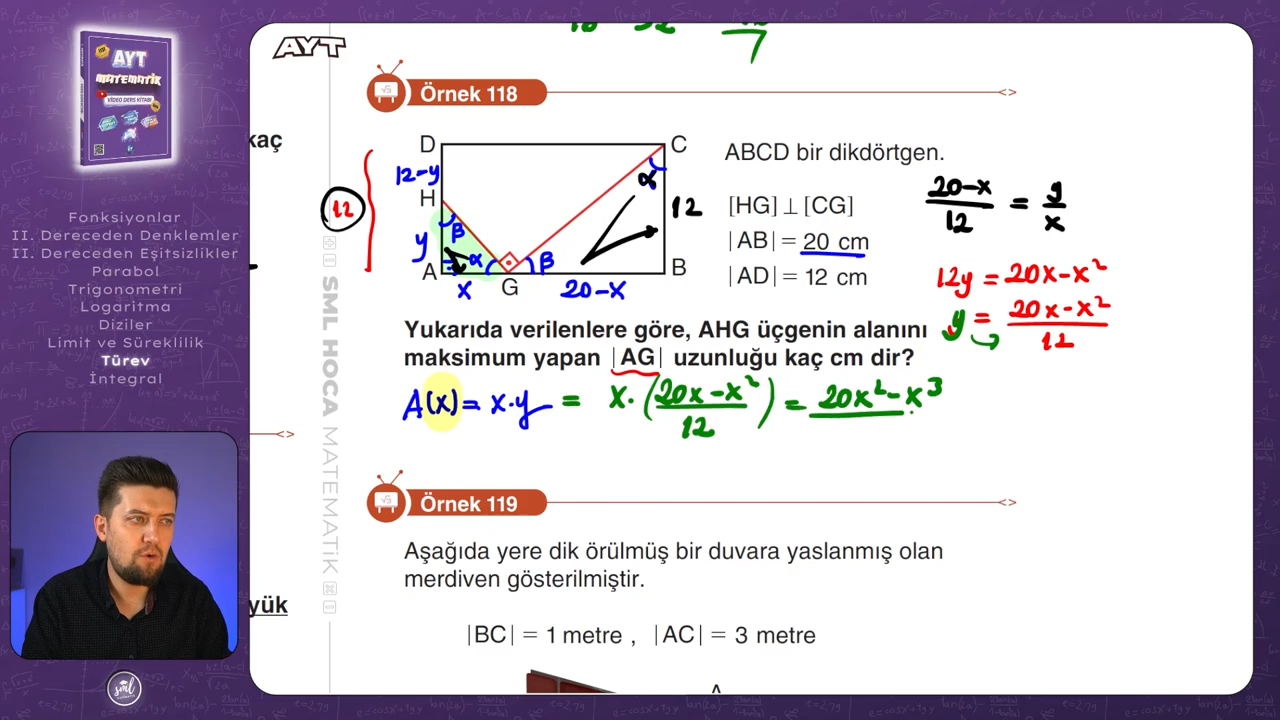 AYT
AYT
MATEMATİK
VİDEO DERS KİTABI
kaç
Fonksiyonlar
II. Dereceden Denklemler
II. Dereceden Eşitsizlikler
Parabol
Trigonometri
Logaritma
Diziler
Limit ve Süreklilik
Türev
İntegral
yük
sml
SML HOCA MATEMATİK
Örnek 118
D
C
12-y
α
H
β
y
12
12
A
α
β
B
x
G
20-x
ABCD bir dikdörtgen.
[HG] ⊥ [CG]
|AB| = 20 cm
|AD| = 12 cm
20-x/12 = y/x
12y = 20x-x²
y = 20x-x²/12
Yukarıda verilenlere göre, AHG üçgenin alanını
maksimum yapan |AG| uzunluğu kaç cm dir?
A(x) = x.y = x.(20x-x²/12) = 20x²-x³
Örnek 119
Aşağıda yere dik örülmüş bir duvara yaslanmış olan
merdiven gösterilmiştir.
|BC| = 1 metre , |AC| = 3 metre
A